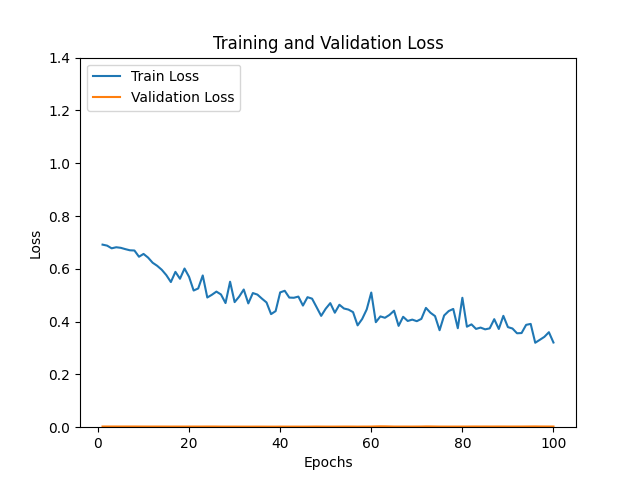 Training and Validation Loss
1.4
Train Loss
Validation Loss
1.2
1.0
0.8
Loss
0.6
0.4
0.2
0.0
0 20 40 60 80 100
Epochs